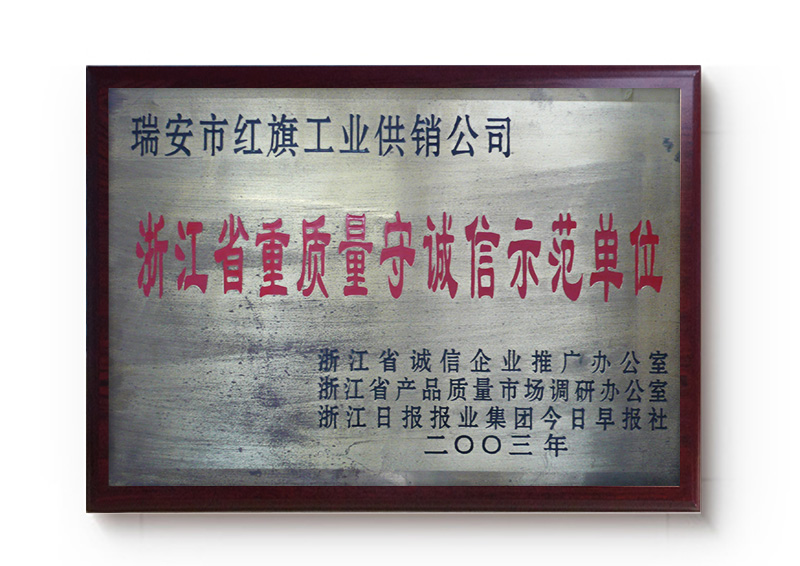 瑞安市红旗工业供销公司
浙江省重质量守诚信示范单位
浙江省诚信企业推广办公室
浙江省产品质量市场调研办公室
浙江日报报业集团今日早报社
二〇〇三年